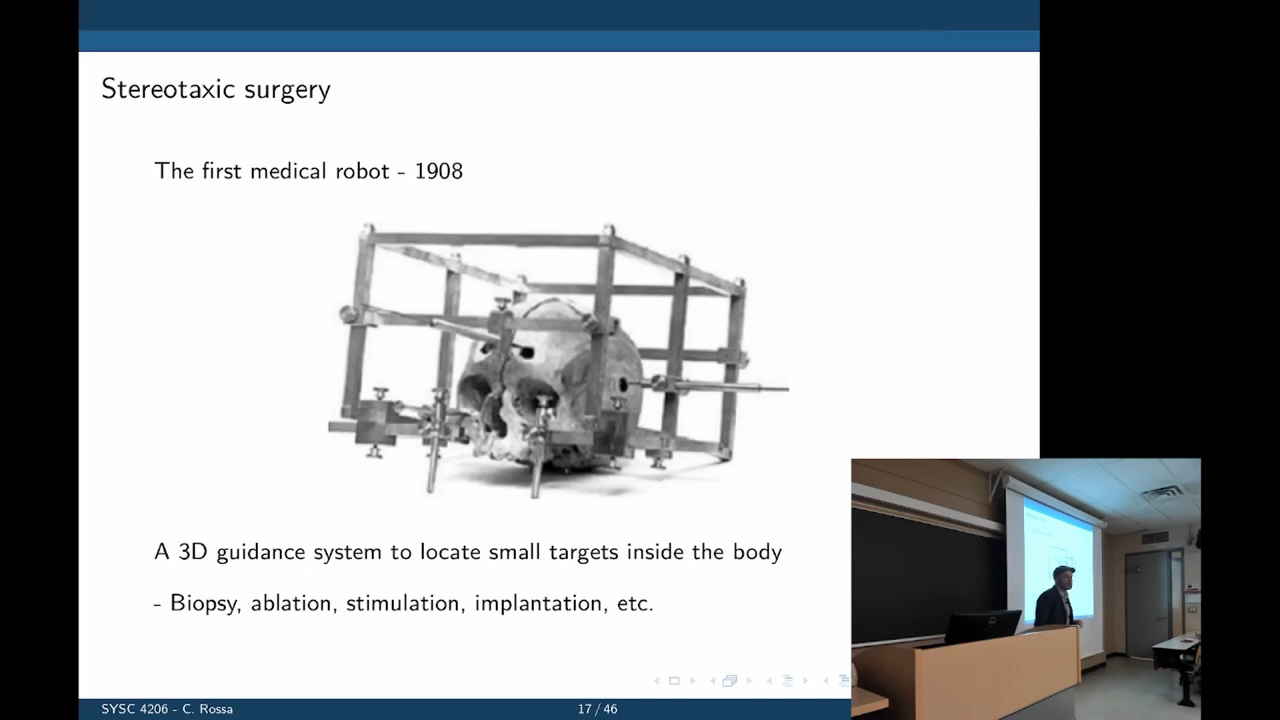 Stereotaxic surgery
The first medical robot - 1908
A 3D guidance system to locate small targets inside the body
- Biopsy, ablation, stimulation, implantation, etc.
SYSC 4206 - C. Rossa
17 / 46